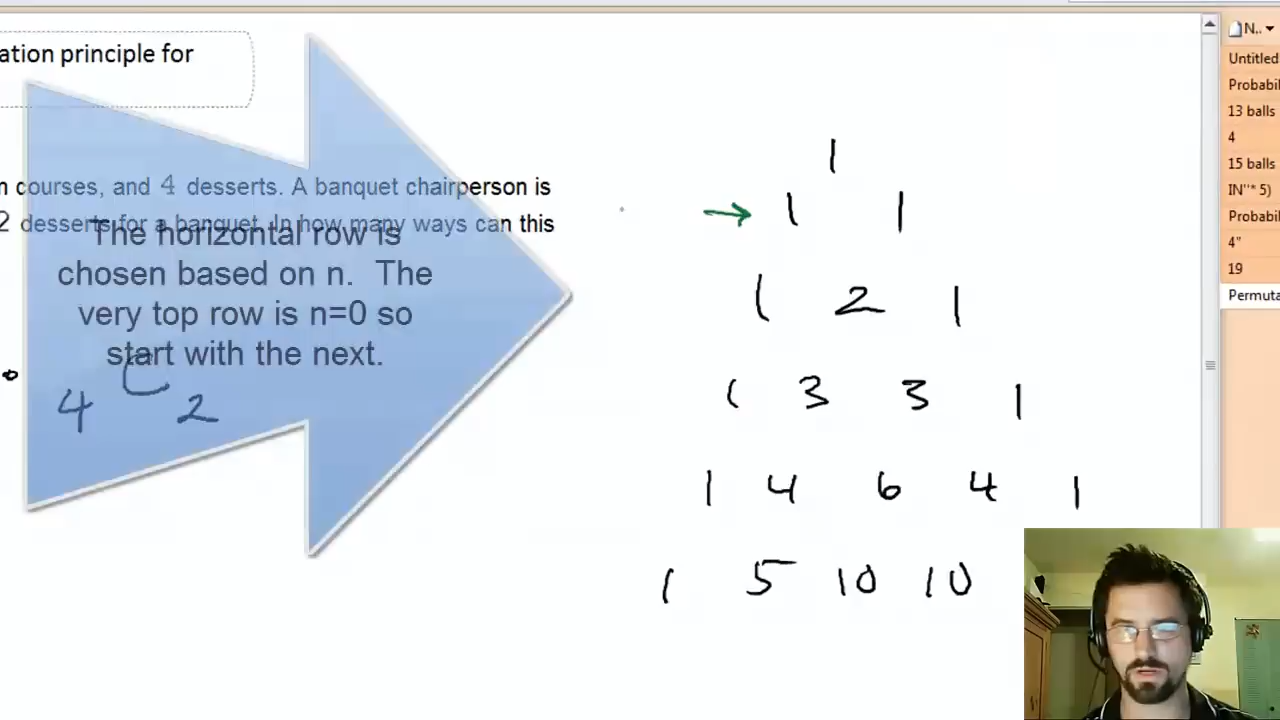 ation principle for
n courses, and 4 desserts. A banquet chairperson is
2 desserts for a banquet. In how many ways can this
The horizontal row is
chosen based on n. The
very top row is n=0 so
start with the next.
4 C 2
1
1 1
1 2 1
1 3 3 1
1 4 6 4 1
1 5 10 10
N..
Untitled
Probabil
13 balls
4
15 balls
IN"* 5)
Probabil
4"
19
Permuta